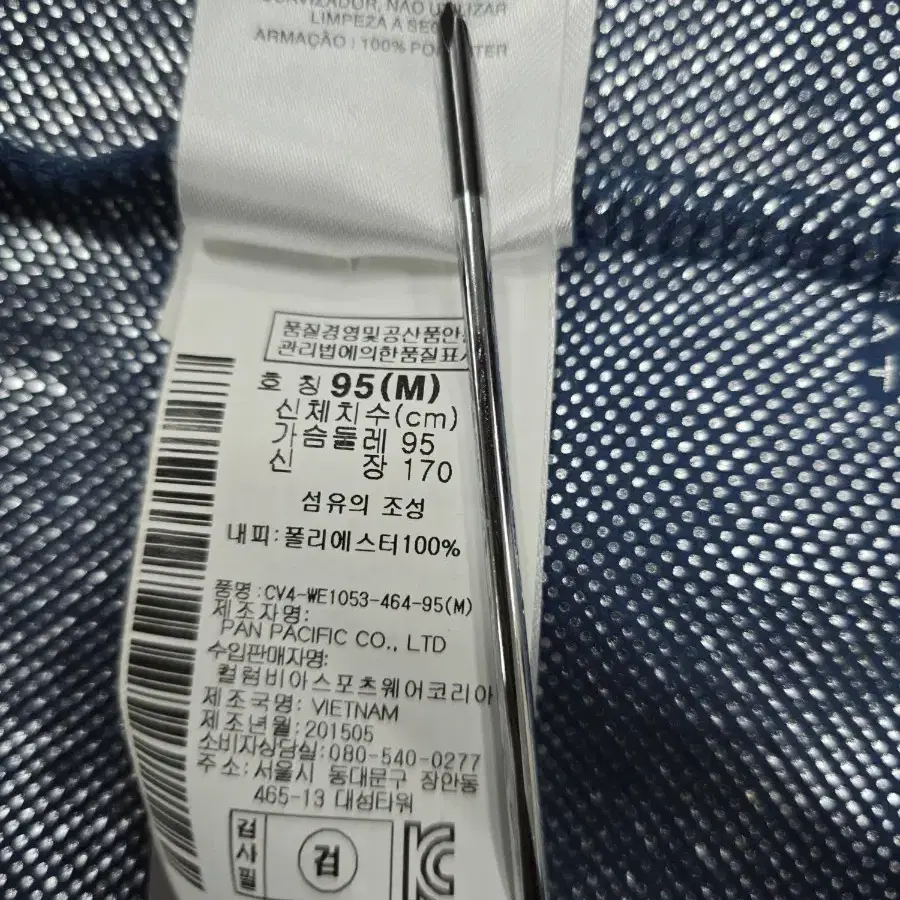 NÃO UTILIZAR
LIMPEZA A SEC
ARMAÇÃO : 100%
품질경영및공산품안
관리법에의한품질표
호 칭 95(M)
신체치수(cm)
가슴둘레 95
신 장 170
섬유의 조성
내피:폴리에스터100%
품명:CV4-WE1053-464-95(M)
제조자명:
PAN PACIFIC CO., LTD
수입판매자명:
컬럼비아스포츠웨어코리아
제조국명: VIETNAM
제조년월:201505
소비자상담실:080-540-0277
주소:서울시 동대문구 장안동
465-13 대성타워
검사필
검